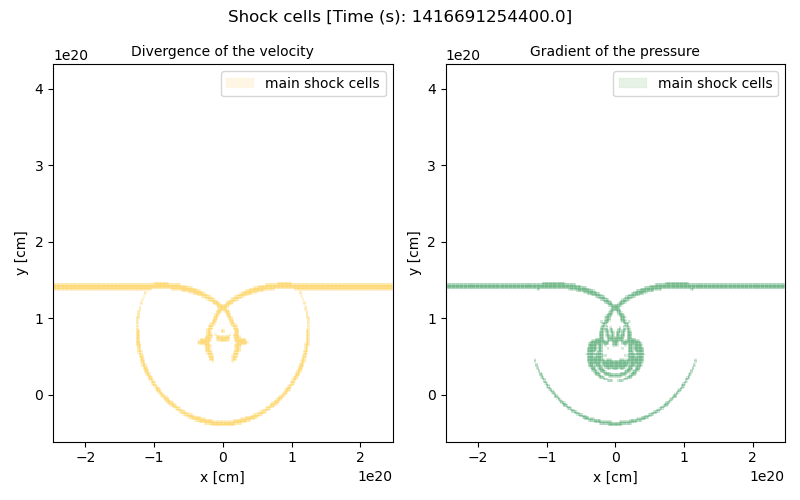 Shock cells [Time (s): 1416691254400.0]
Divergence of the velocity
1e20
main shock cells
4
3
2
1
0
y [cm]
−2
−1
0
1
2
x [cm]
1e20
Gradient of the pressure
1e20
main shock cells
4
3
2
1
0
y [cm]
−2
−1
0
1
2
x [cm]
1e20